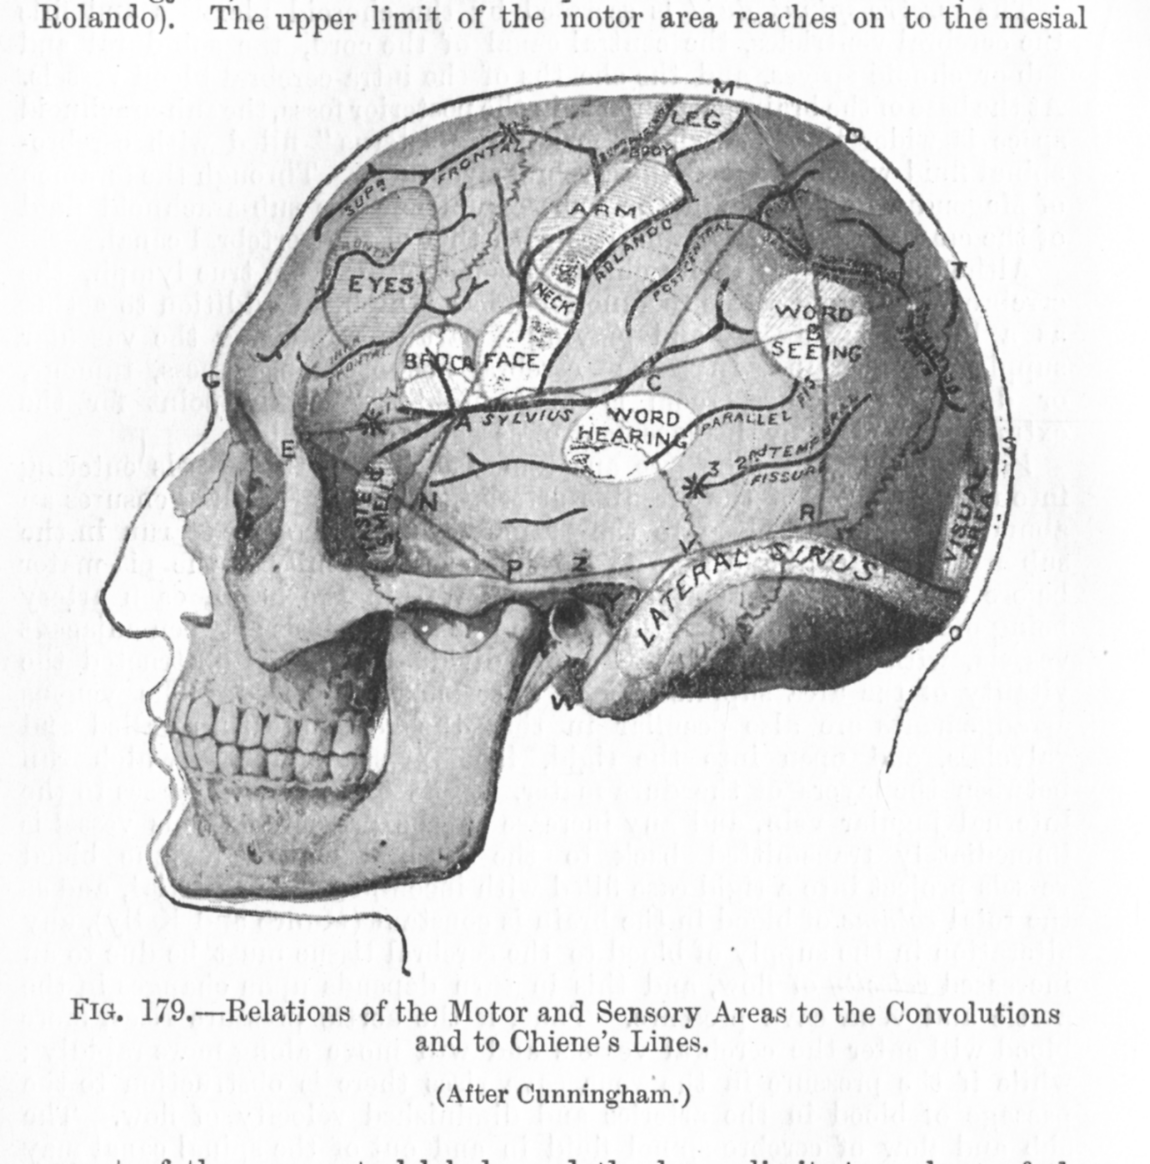 Rolando). The upper limit of the motor area reaches on to the mesial
M
LEG
O
BODY
SUPR FRONTAL
ARM
ROLANDO
POSTCENTRAL
T
EYES
NECK
WORD
B
SEEING
BROCA FACE
INFR
FRONTAL
G
C
A SYLVIUS
WORD
HEARING
PARALLEL FIS
E
3 2nd TEMPORAL
FISSURE
N
R
TASTE &
SMELL
VISUAL
AREA
P
Z
V
LATERAL SIRIUS
O
W
FIG. 179.—Relations of the Motor and Sensory Areas to the Convolutions
and to Chiene's Lines.
(After Cunningham.)